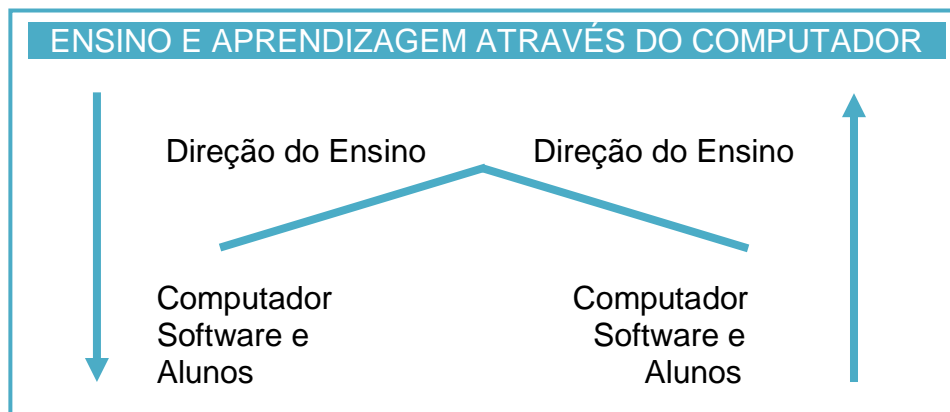 ENSINO E APRENDIZAGEM ATRAVÉS DO COMPUTADOR
Direção do Ensino
Direção do Ensino
Computador
Software e
Alunos
Computador
Software e
Alunos